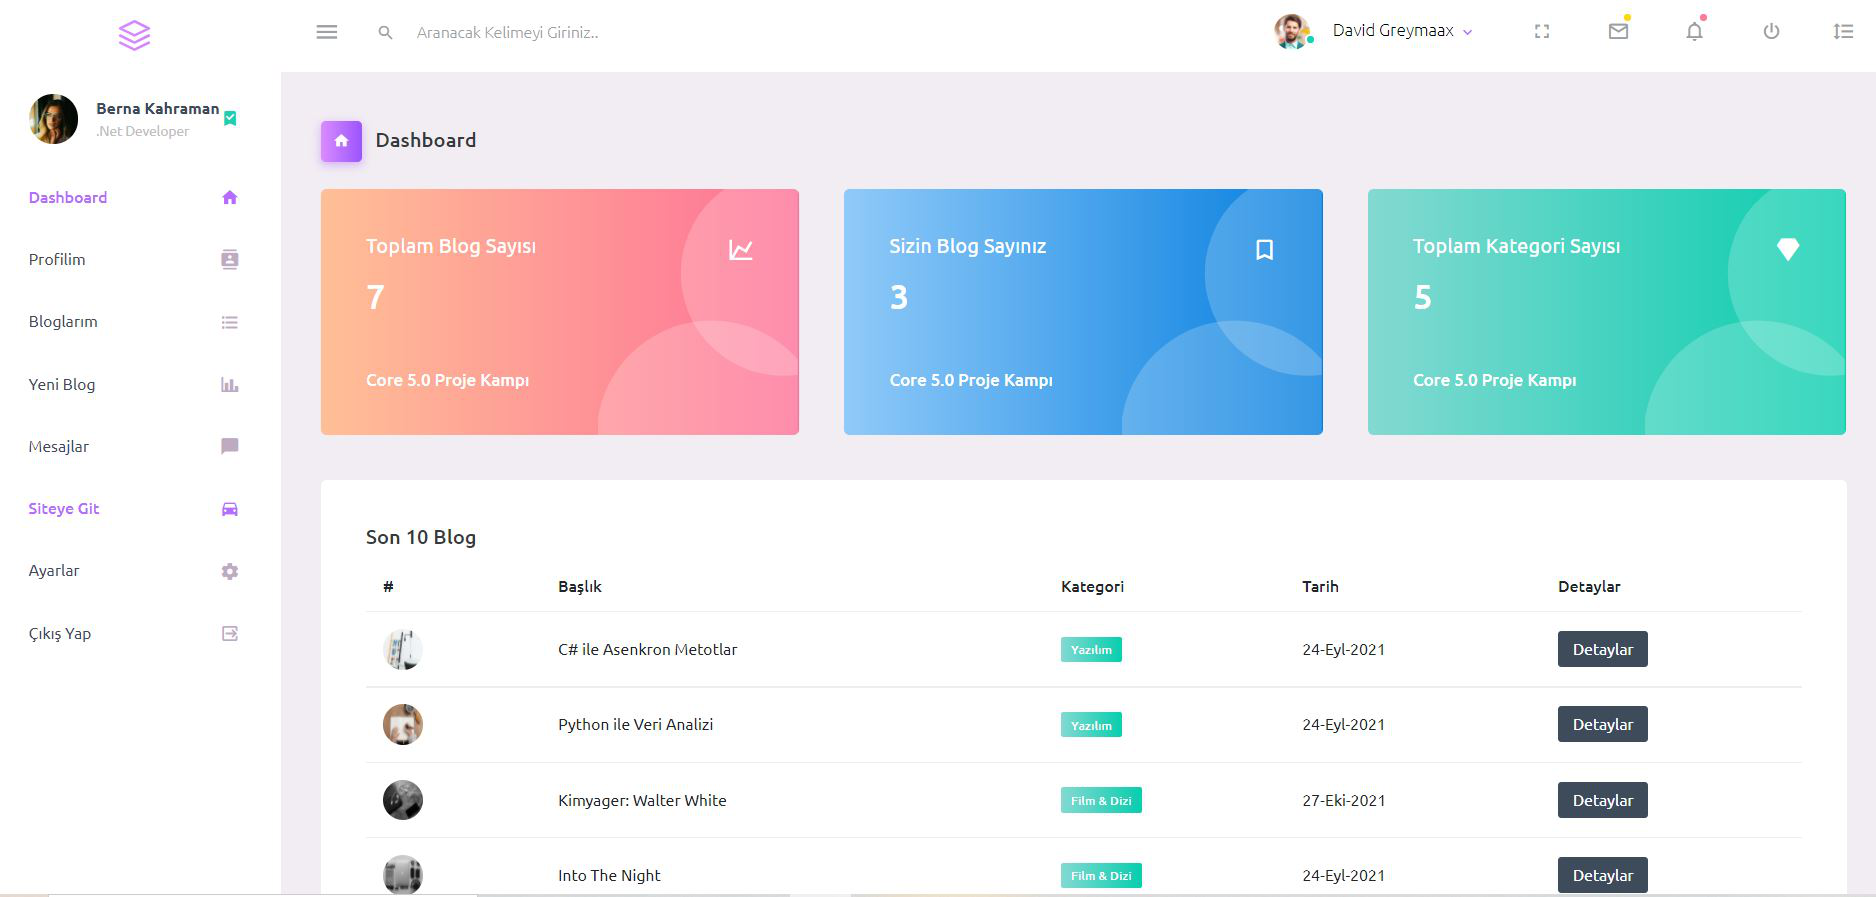 Aranacak Kelimeyi Giriniz..
David Greymaax
Berna Kahraman
.Net Developer
Dashboard
Profilim
Bloglarım
Yeni Blog
Mesajlar
Siteye Git
Ayarlar
Çıkış Yap
Dashboard
Toplam Blog Sayısı
7
Core 5.0 Proje Kampı
Sizin Blog Sayınız
3
Core 5.0 Proje Kampı
Toplam Kategori Sayısı
5
Core 5.0 Proje Kampı
Son 10 Blog
# Başlık Kategori Tarih Detaylar
C# ile Asenkron Metotlar Yazılım 24-Eyl-2021 Detaylar
Python ile Veri Analizi Yazılım 24-Eyl-2021 Detaylar
Kimyager: Walter White Film & Dizi 27-Eki-2021 Detaylar
Into The Night Film & Dizi 24-Eyl-2021 Detaylar